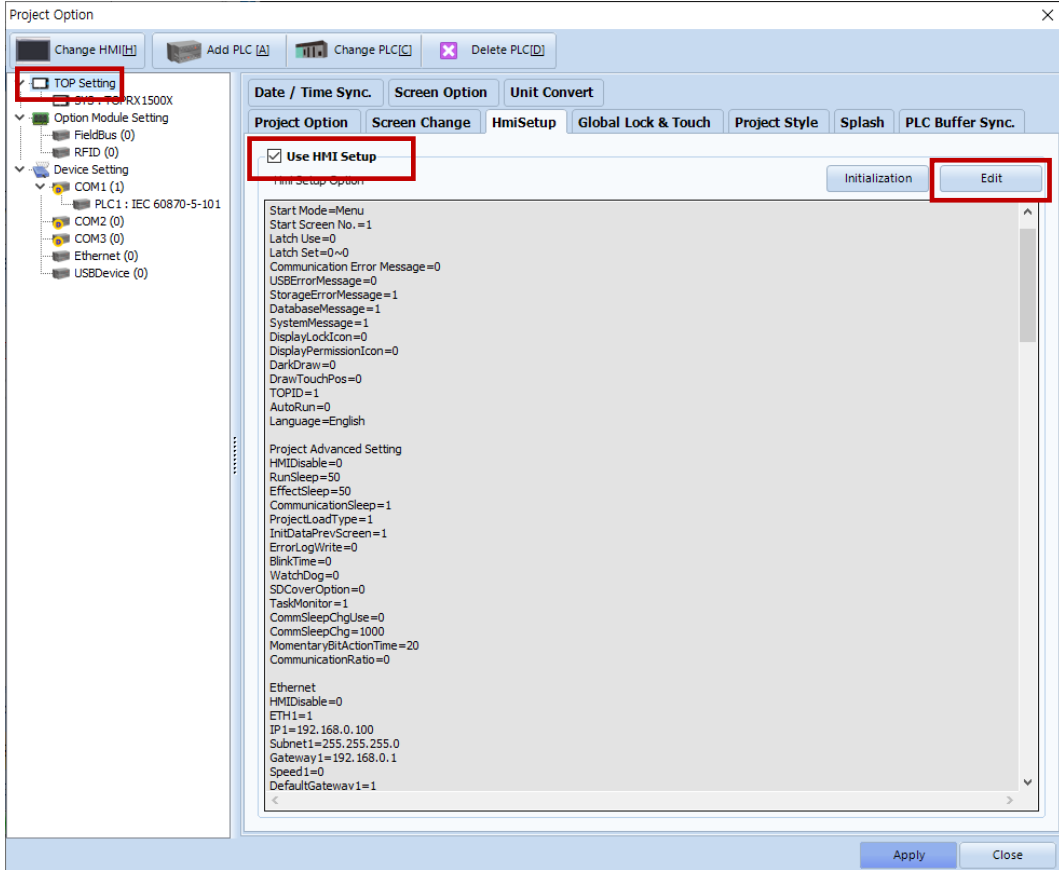 Project Option
Change HMI[H] Add PLC [A] Change PLC[C] Delete PLC[D]
TOP Setting
SYS : TOPRX1500X
Option Module Setting
FieldBus (0)
RFID (0)
Device Setting
COM1 (1)
PLC1 : IEC 60870-5-101
COM2 (0)
COM3 (0)
Ethernet (0)
USBDevice (0)
Date / Time Sync. Screen Option Unit Convert
Project Option Screen Change HmiSetup Global Lock & Touch Project Style Splash PLC Buffer Sync.
Use HMI Setup
Hmi Setup Option
Initialization Edit
Start Mode=Menu
Start Screen No.=1
Latch Use=0
Latch Set=0~0
Communication Error Message=0
USBErrorMessage=0
StorageErrorMessage=1
DatabaseMessage=1
SystemMessage=1
DisplayLockIcon=0
DisplayPermissionIcon=0
DarkDraw=0
DrawTouchPos=0
TOPID=1
AutoRun=0
Language=English
Project Advanced Setting
HMIDisable=0
RunSleep=50
EffectSleep=50
CommunicationSleep=1
ProjectLoadType=1
InitDataPrevScreen=1
ErrorLogWrite=0
BlinkTime=0
WatchDog=0
SDCoverOption=0
TaskMonitor=1
CommSleepChgUse=0
CommSleepChg=1000
MomentaryBitActionTime=20
CommunicationRatio=0
Ethernet
HMIDisable=0
ETH1=1
IP1=192.168.0.100
Subnet1=255.255.255.0
Gateway1=192.168.0.1
Speed1=0
DefaultGateway1=1
Apply Close